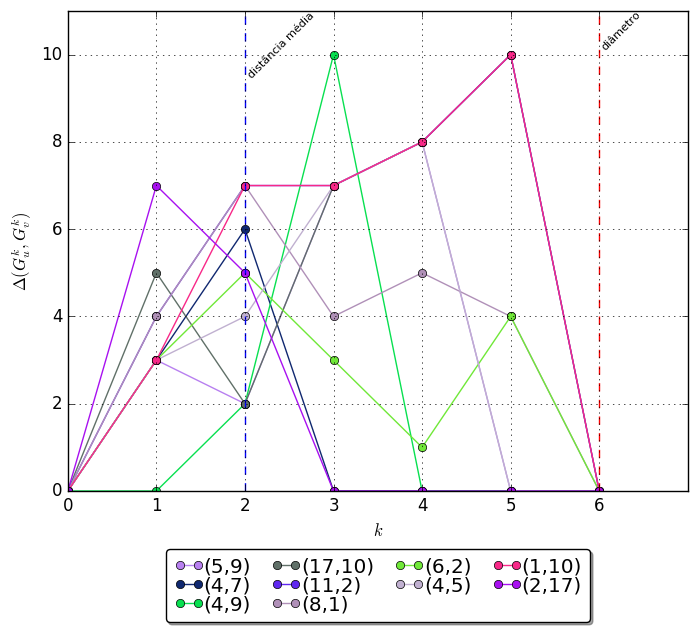 distância média
diâmetro
10
8
6
4
2
0
Δ(G_u^k, G_v^k)
0 1 2 3 4 5 6
k
(5,9) (17,10) (6,2) (1,10)
(4,7) (11,2) (4,5) (2,17)
(4,9) (8,1)